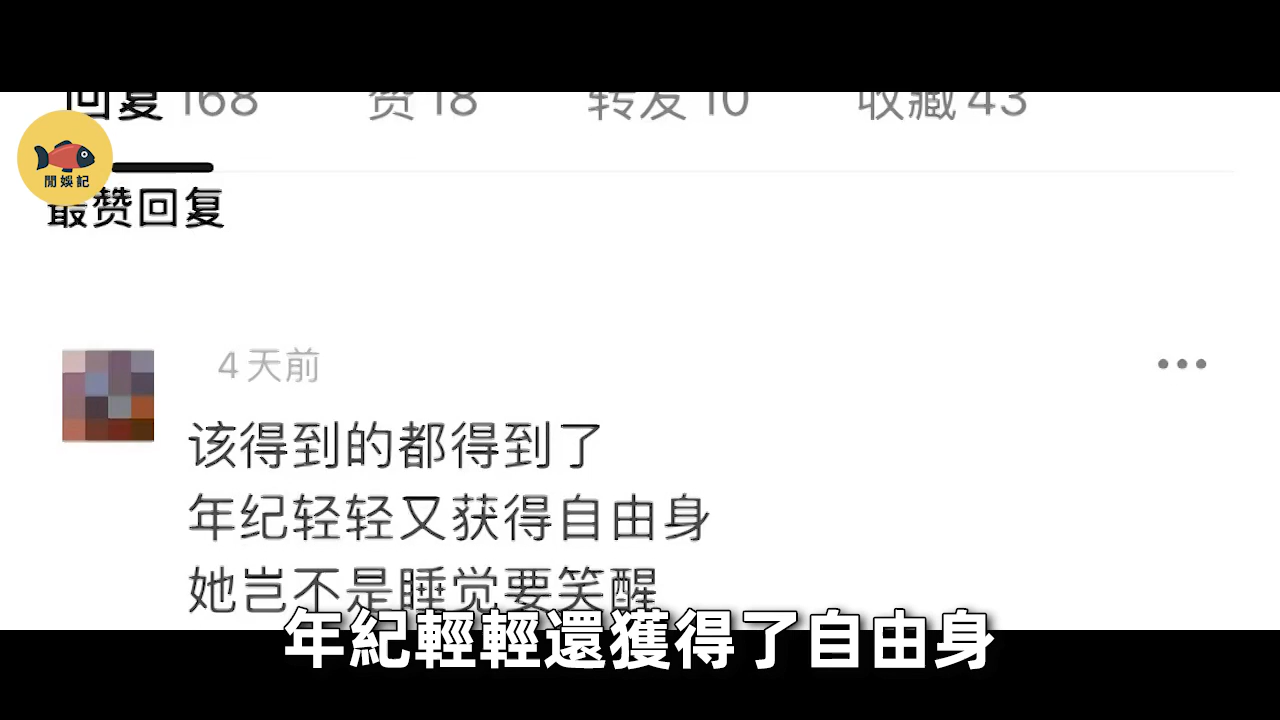 回复 168 赞 18 转发 10 收藏 43
閒娛記
最赞回复
4天前
该得到的都得到了
年纪轻轻又获得自由身
她岂不是睡觉要笑醒
年紀輕輕還獲得了自由身